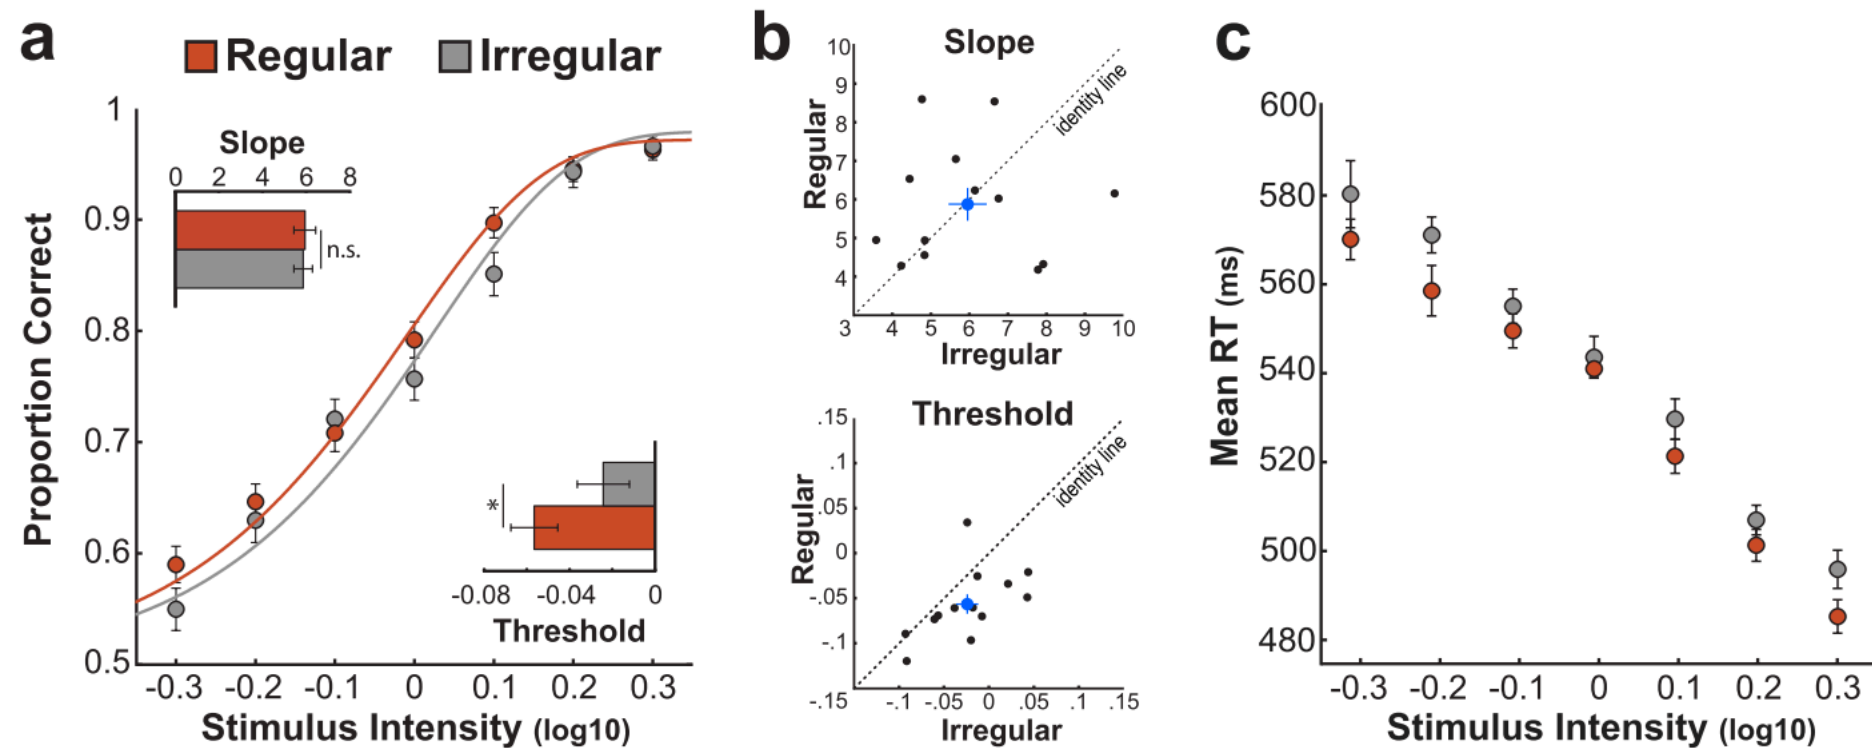 a
Regular
Irregular
Proportion Correct
1
0.9
0.8
0.7
0.6
0.5
Slope
0 2 4 6 8
n.s.
*
-0.08 -0.04 0
Threshold
-0.3 -0.2 -0.1 0 0.1 0.2 0.3
Stimulus Intensity (log10)
b
Slope
Regular
10
9
8
7
6
5
4
identity line
3 4 5 6 7 8 9 10
Irregular
Threshold
Regular
.15
.1
.05
0
-.05
-.1
identity line
-.15 -.1 -.05 0 .05 .1 .15
Irregular
c
Mean RT (ms)
600
580
560
540
520
500
480
-0.3 -0.2 -0.1 0 0.1 0.2 0.3
Stimulus Intensity (log10)